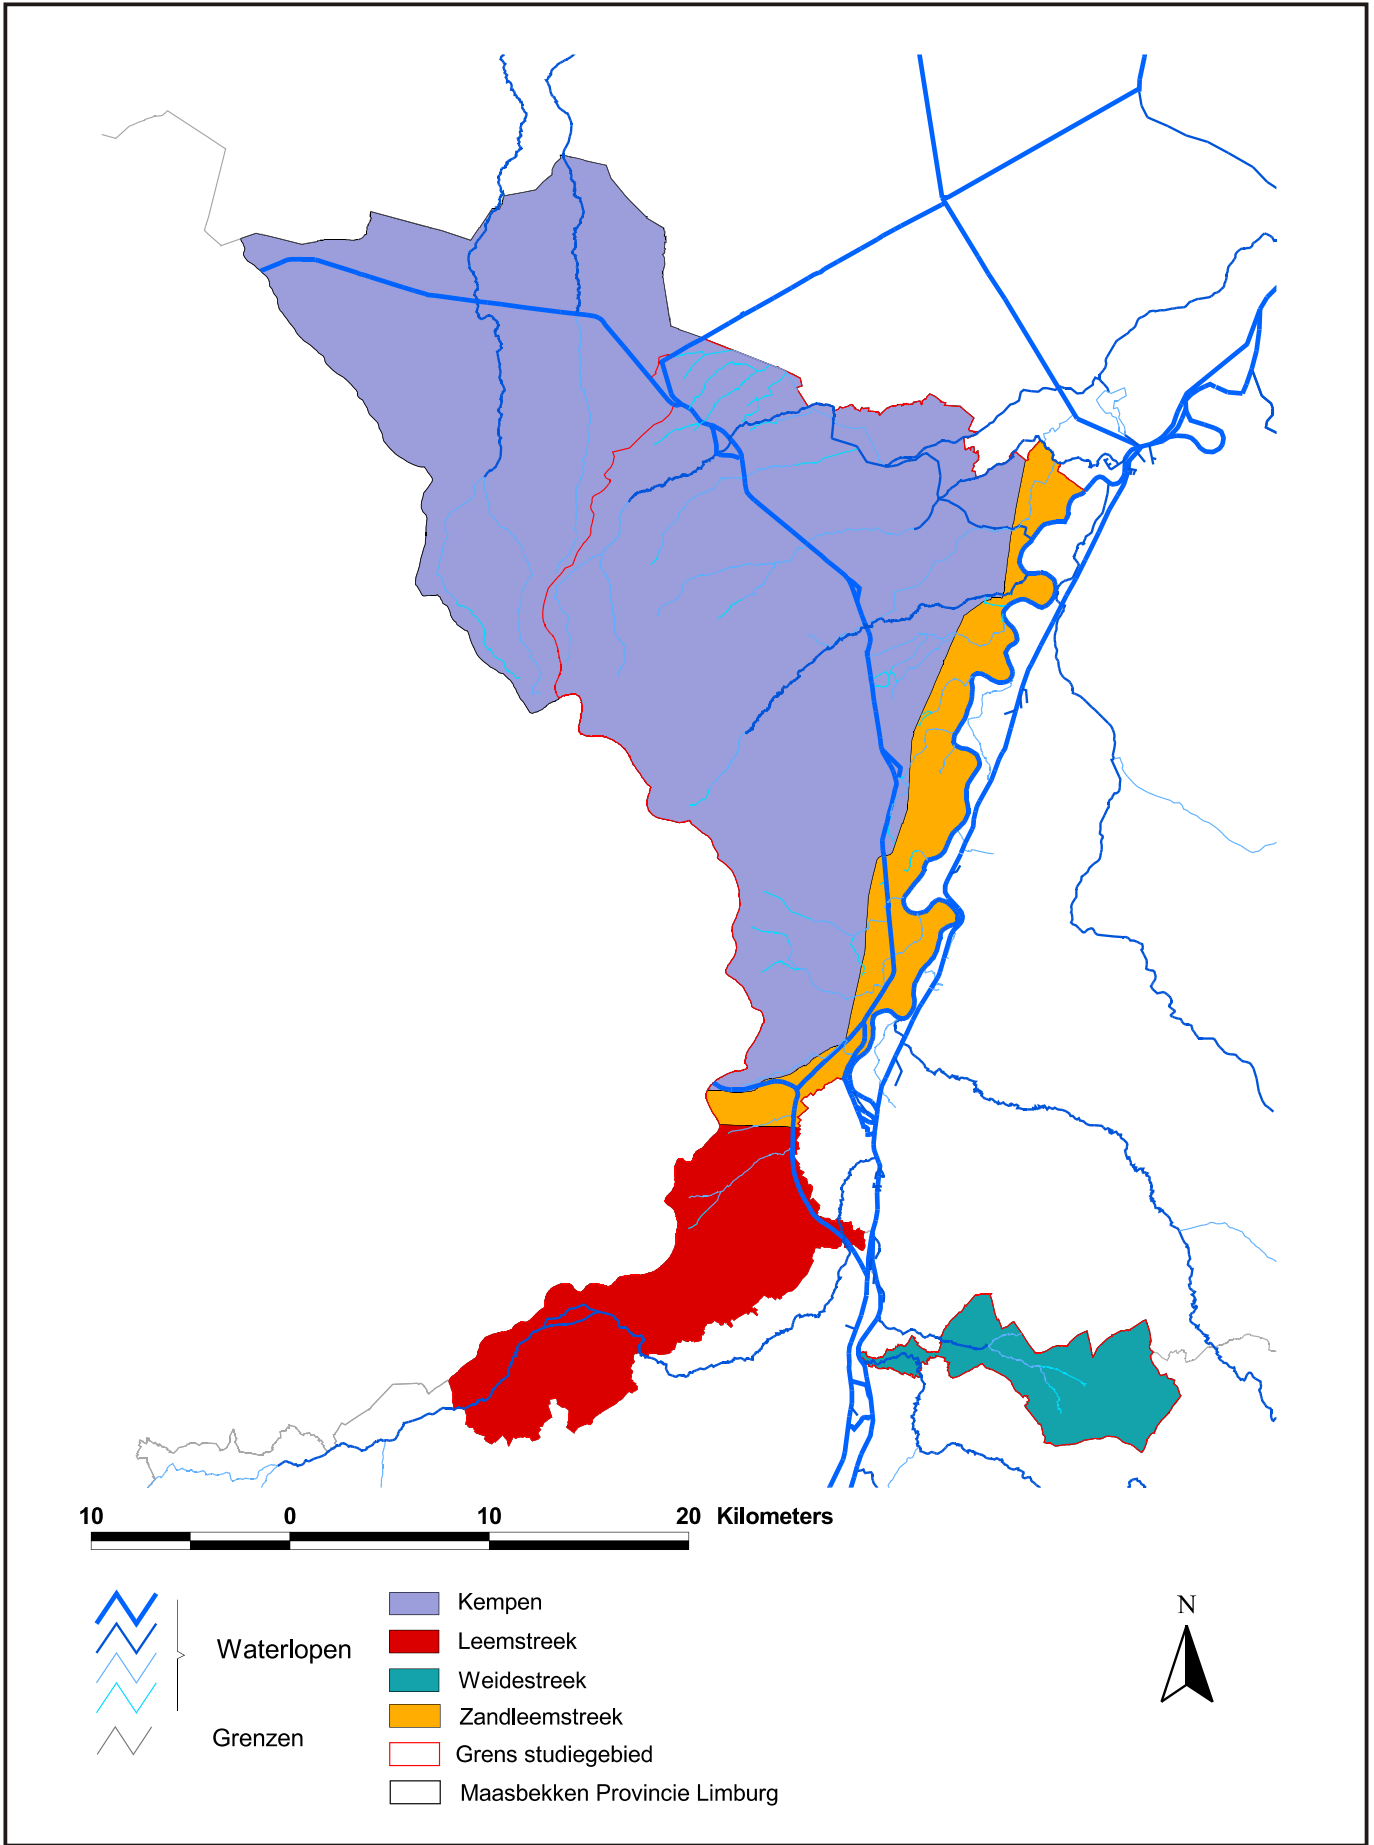 10 0 10 20 Kilometers
Waterlopen
Grenzen
Kempen
Leemstreek
Weidestreek
Zandleemstreek
Grens studiegebied
Maasbekken Provincie Limburg
N